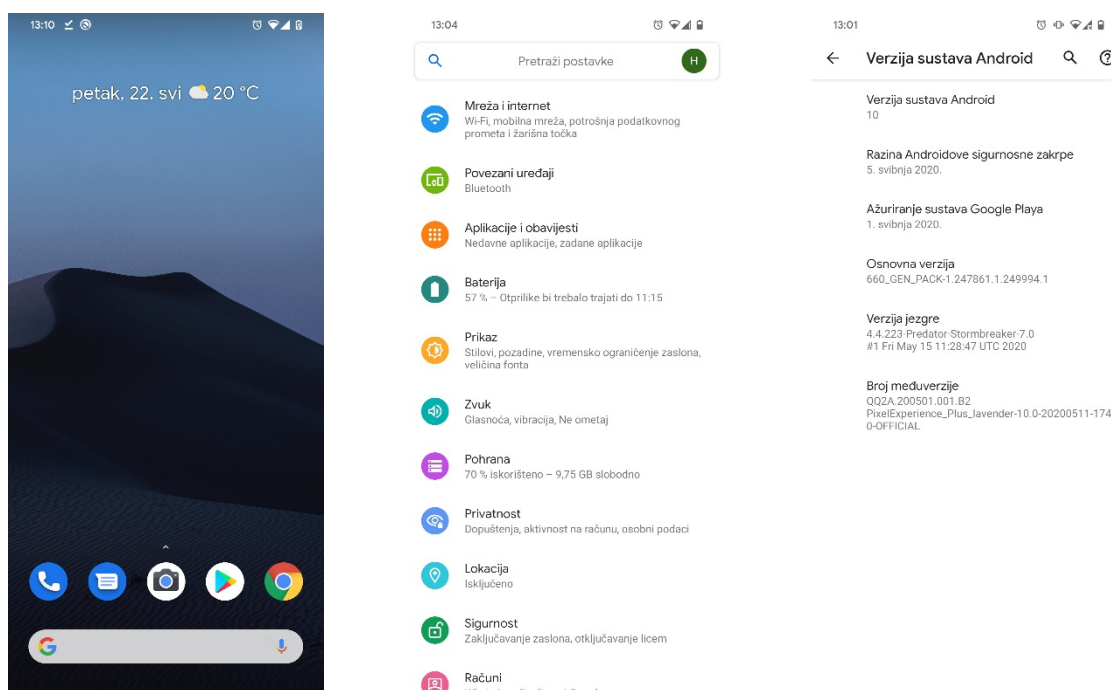 13:10
petak, 22. svi 20 °C
13:04
Pretraži postavke
H
Mreža i internet
Wi-Fi, mobilna mreža, potrošnja podatkovnog
prometa i žarišna točka
Povezani uređaji
Bluetooth
Aplikacije i obavijesti
Nedavne aplikacije, zadane aplikacije
Baterija
57 % – Otprilike bi trebalo trajati do 11:15
Prikaz
Stilovi, pozadine, vremensko ograničenje zaslona,
veličina fonta
Zvuk
Glasnoća, vibracija, Ne ometaj
Pohrana
70 % iskorišteno – 9,75 GB slobodno
Privatnost
Dopuštenja, aktivnost na računu, osobni podaci
Lokacija
Isključeno
Sigurnost
Zaključavanje zaslona, otključavanje licem
Računi
13:01
Verzija sustava Android
Verzija sustava Android
10
Razina Androidove sigurnosne zakrpe
5. svibnja 2020.
Ažuriranje sustava Google Playa
1. svibnja 2020.
Osnovna verzija
660_GEN_PACK-1.247861.1.249994.1
Verzija jezgre
4.4.223-Predator-Stormbreaker-7.0
#1 Fri May 15 11:28:47 UTC 2020
Broj međuverzije
QQ2A.200501.001.B2
PixelExperience_Plus_lavender-10.0-20200511-174
0-OFFICIAL